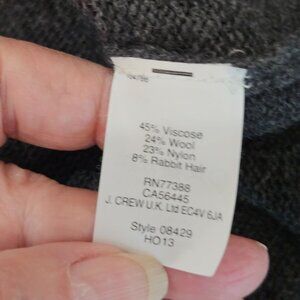 45% Viscose
24% Wool
23% Nylon
8% Rabbit Hair
RN77388
CA56445
J. CREW U.K. Ltd EC4V 6JA
Style 08429
HO13